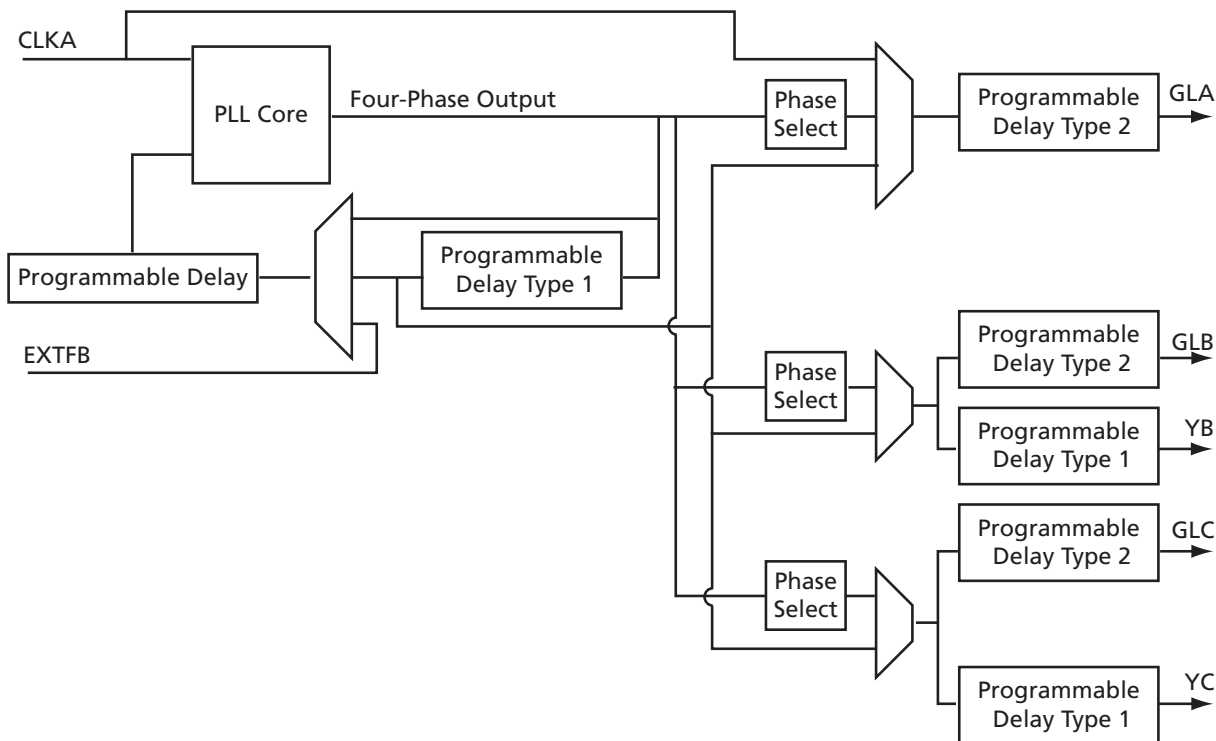 CLKA
PLL Core
Four-Phase Output
Phase
Select
Programmable
Delay Type 2
GLA
Programmable Delay
Programmable
Delay Type 1
EXTFB
Phase
Select
Programmable
Delay Type 2
GLB
Programmable
Delay Type 1
YB
Phase
Select
Programmable
Delay Type 2
GLC
Programmable
Delay Type 1
YC